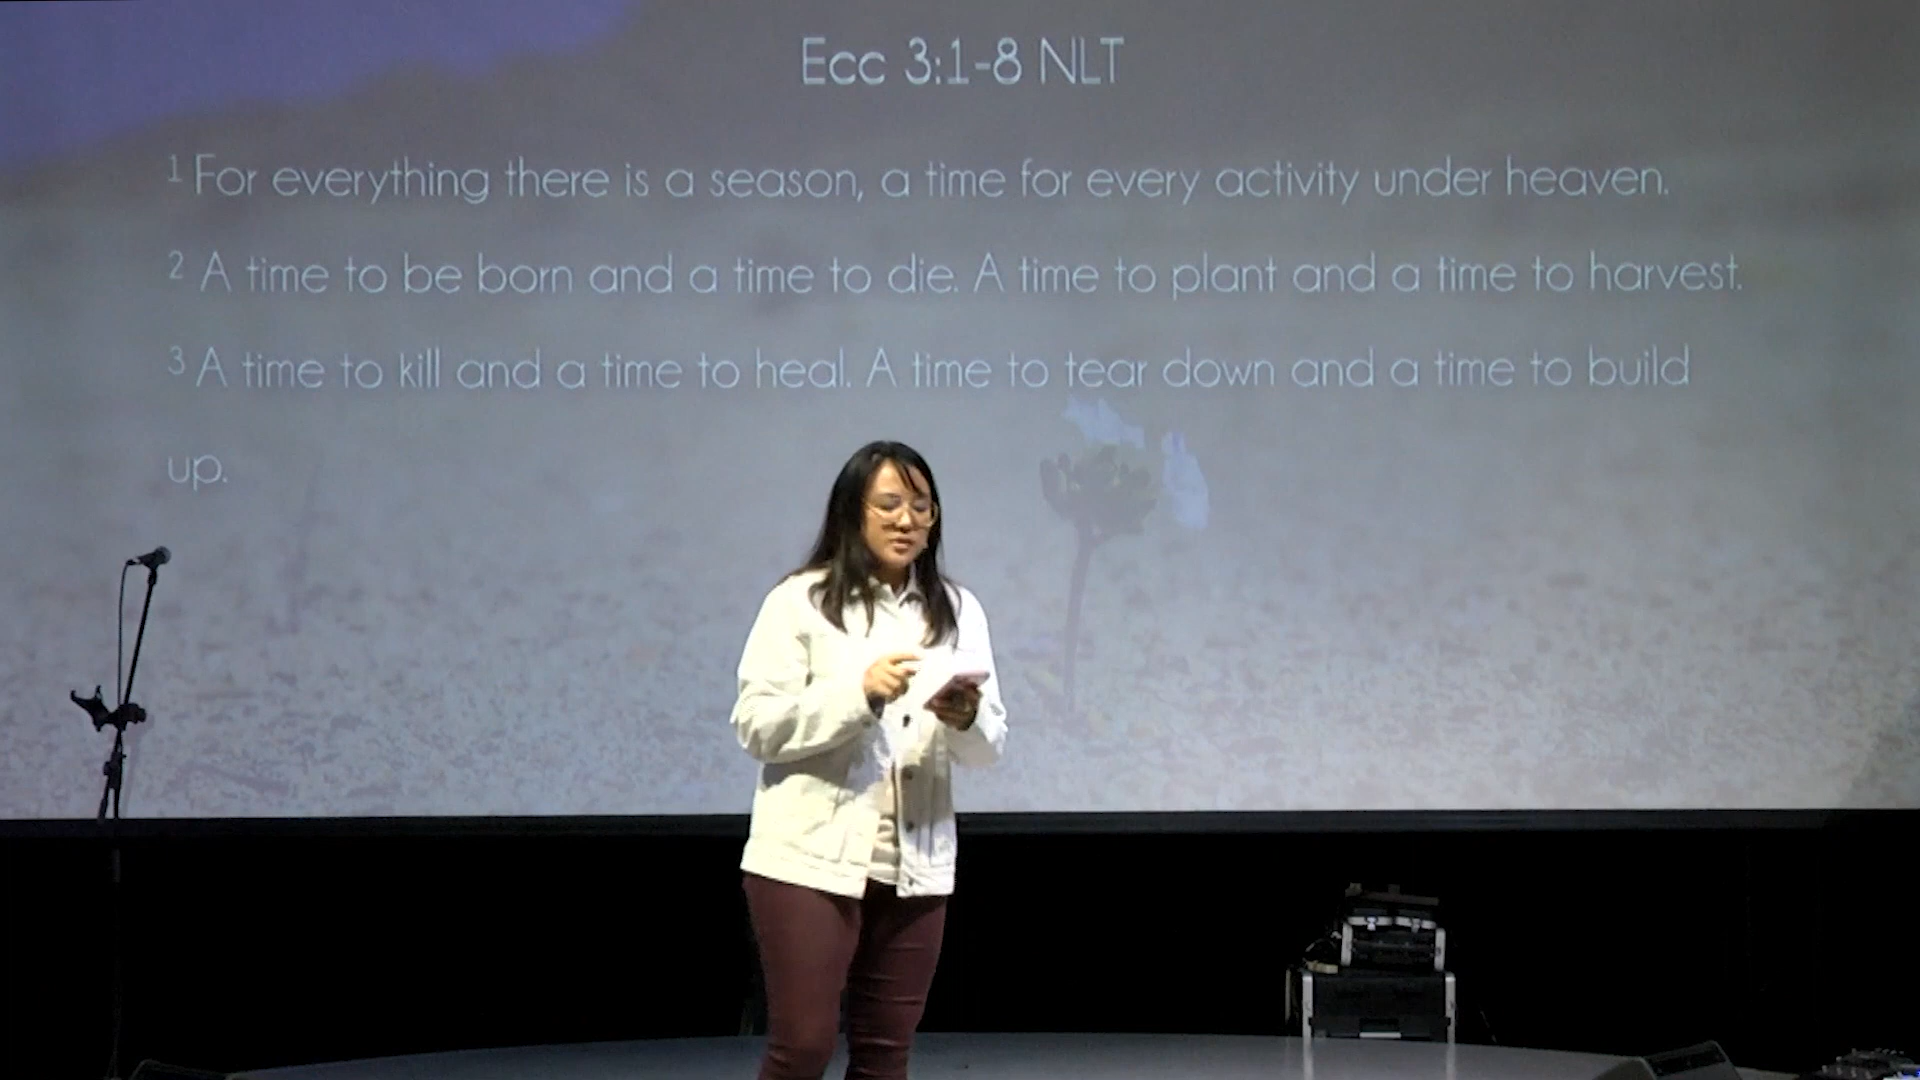 Ecc 3:1-8 NLT
1 For everything there is a season, a time for every activity under heaven.
2 A time to be born and a time to die. A time to plant and a time to harvest.
3 A time to kill and a time to heal. A time to tear down and a time to build
up.